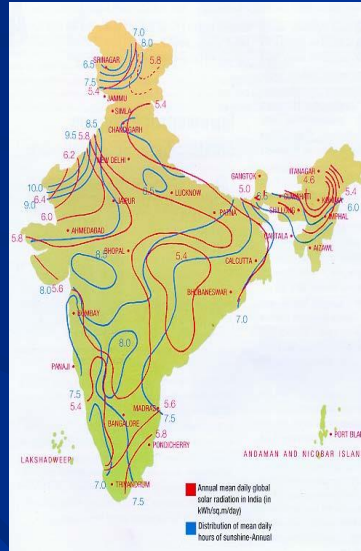 7.0
8.0
SRINAGAR
6.5
5.8
7.5
5.4
JAMMU
5.4
SIMLA
8.5
CHANDIGARH
9.5
5.8
6.2
NEW DELHI
GANGTOK
ITANAGAR
10.0
6.4
9.0
6.0
JAIPUR
LUCKNOW
5.0
4.6
5.4
6.0
PATNA
SHILLONG
KOHIMA
IMPHAL
5.8
AHMEDABAD
AIZAWL
BHOPAL
5.4
CALCUTTA
8.0
5.6
BHUBANESWAR
7.0
BOMBAY
8.0
PANAJI
7.5
5.4
MADRAS
5.6
7.5
BANGALORE
5.8
PONDICHERRY
PORT BLAIR
LAKSHADWEEP
ANDAMAN AND NICOBAR ISLAN
7.0
TRIVANDRUM
7.5
Annual mean daily global
solar radiation in India (in
kWh/sq.m/day)
Distribution of mean daily
hours of sunshine-Annual